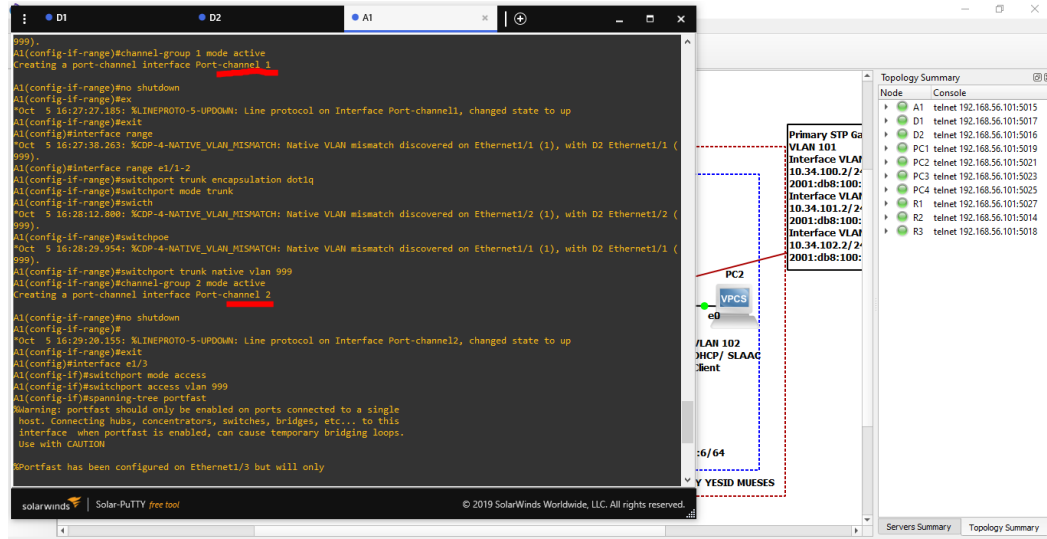 D1
D2
A1
999).
A1(config-if-range)#channel-group 1 mode active
Creating a port-channel interface Port-channel 1
A1(config-if-range)#no shutdown
A1(config-if-range)#ex
*Oct  5 16:27:27.185: %LINEPROTO-5-UPDOWN: Line protocol on Interface Port-channel1, changed state to up
A1(config-if-range)#exit
A1(config)#interface range
*Oct  5 16:27:38.263: %CDP-4-NATIVE_VLAN_MISMATCH: Native VLAN mismatch discovered on Ethernet1/1 (1), with D2 Ethernet1/1 (
999).
A1(config)#interface range e1/1-2
A1(config-if-range)#switchport trunk encapsulation dot1q
A1(config-if-range)#switchport mode trunk
A1(config-if-range)#swicth
*Oct  5 16:28:12.800: %CDP-4-NATIVE_VLAN_MISMATCH: Native VLAN mismatch discovered on Ethernet1/2 (1), with D2 Ethernet1/2 (
999).
A1(config-if-range)#switchpoe
*Oct  5 16:28:29.954: %CDP-4-NATIVE_VLAN_MISMATCH: Native VLAN mismatch discovered on Ethernet1/1 (1), with D2 Ethernet1/1 (
999).
A1(config-if-range)#switchport trunk native vlan 999
A1(config-if-range)#channel-group 2 mode active
Creating a port-channel interface Port-channel 2
A1(config-if-range)#no shutdown
A1(config-if-range)#
*Oct  5 16:29:20.155: %LINEPROTO-5-UPDOWN: Line protocol on Interface Port-channel2, changed state to up
A1(config-if-range)#exit
A1(config)#interface e1/3
A1(config-if)#switchport mode access
A1(config-if)#switchport access vlan 999
A1(config-if)#spanning-tree portfast
%Warning: portfast should only be enabled on ports connected to a single
host. Connecting hubs, concentrators, switches, bridges, etc... to this
interface  when portfast is enabled, can cause temporary bridging loops.
Use with CAUTION
%Portfast has been configured on Ethernet1/3 but will only
solarwinds
Solar-PuTTY free tool
© 2019 SolarWinds Worldwide, LLC. All rights reserved.
Primary STP Ga
VLAN 101
Interface VLAN
10.34.100.2/24
2001:db8:100:
Interface VLAN
10.34.101.2/24
2001:db8:100:
Interface VLAN
10.34.102.2/24
2001:db8:100:
PC2
VPCS
e0
VLAN 102
DHCP/ SLAAC
Client
:6/64
Y YESID MUESES
Topology Summary
Node Console
A1 telnet 192.168.56.101:5015
D1 telnet 192.168.56.101:5017
D2 telnet 192.168.56.101:5016
PC1 telnet 192.168.56.101:5019
PC2 telnet 192.168.56.101:5021
PC3 telnet 192.168.56.101:5023
PC4 telnet 192.168.56.101:5025
R1 telnet 192.168.56.101:5027
R2 telnet 192.168.56.101:5014
R3 telnet 192.168.56.101:5018
Servers Summary
Topology Summary